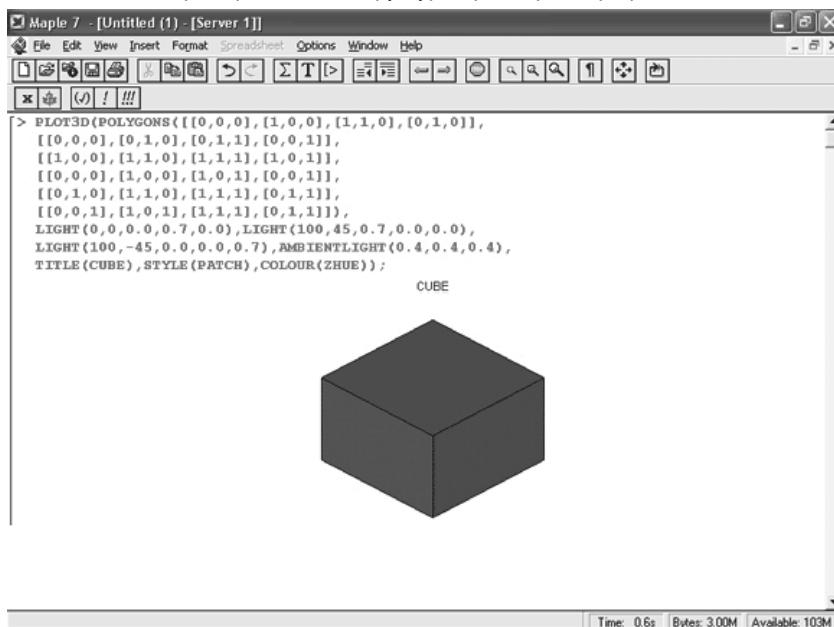 Maple 7 - [Untitled (1) - [Server 1]]
File Edit View Insert Format Spreadsheet Options Window Help
Σ T [>
x (√) ! !!!
> PLOT3D(POLYGONS([[0,0,0],[1,0,0],[1,1,0],[0,1,0]],
[[0,0,0],[0,1,0],[0,1,1],[0,0,1]],
[[1,0,0],[1,1,0],[1,1,1],[1,0,1]],
[[0,0,0],[1,0,0],[1,0,1],[0,0,1]],
[[0,1,0],[1,1,0],[1,1,1],[0,1,1]],
[[0,0,1],[1,0,1],[1,1,1],[0,1,1]]),
LIGHT(0,0,0.0,0.7,0.0),LIGHT(100,45,0.7,0.0,0.0),
LIGHT(100,-45,0.0,0.0,0.7),AMBIENTLIGHT(0.4,0.4,0.4),
TITLE(CUBE),STYLE(PATCH),COLOUR(ZHUE));
CUBE
Time: 0.6s Bytes: 3.00M Available: 103M